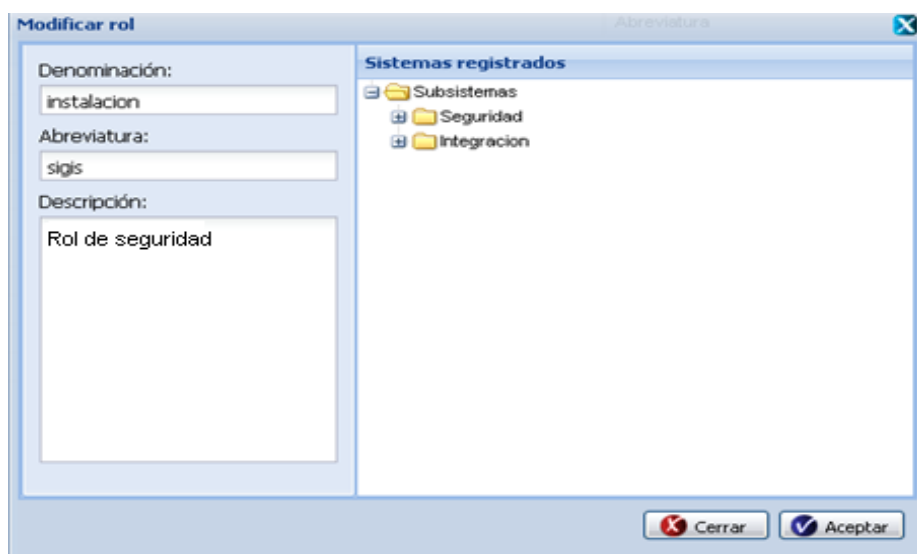 Modificar rol
Abreviatura
Denominación:
instalacion
Abreviatura:
sigis
Descripción:
Rol de seguridad
Sistemas registrados
Subsistemas
Seguridad
Integracion
Cerrar
Aceptar